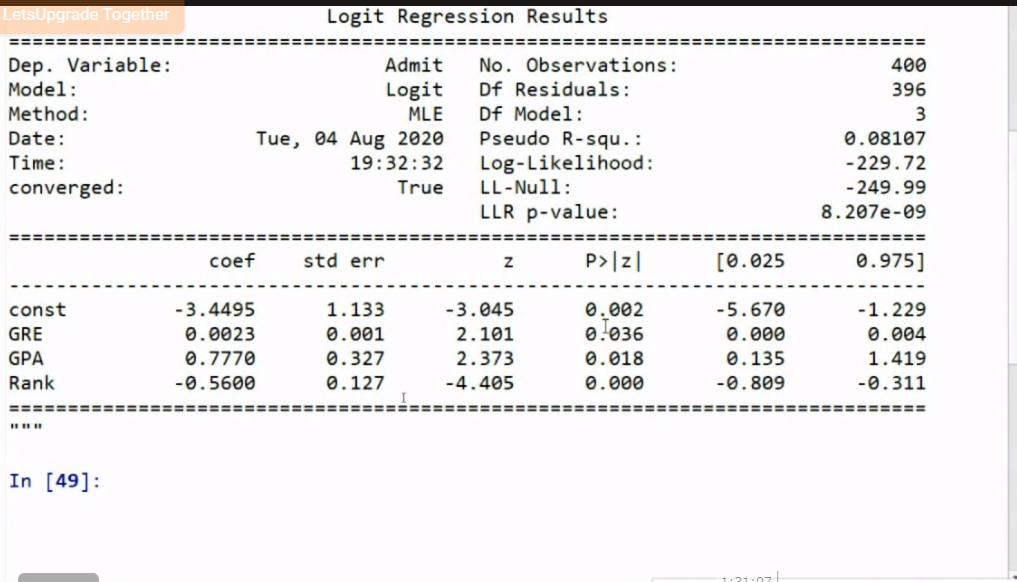 LetsUpgrade Together
Logit Regression Results
==============================================================================
Dep. Variable: Admit No. Observations: 400
Model: Logit Df Residuals: 396
Method: MLE Df Model: 3
Date: Tue, 04 Aug 2020 Pseudo R-squ.: 0.08107
Time: 19:32:32 Log-Likelihood: -229.72
converged: True LL-Null: -249.99
LLR p-value: 8.207e-09
==============================================================================
coef std err z P>|z| [0.025 0.975]
------------------------------------------------------------------------------
const -3.4495 1.133 -3.045 0.002 -5.670 -1.229
GRE 0.0023 0.001 2.101 0.036 0.000 0.004
GPA 0.7770 0.327 2.373 0.018 0.135 1.419
Rank -0.5600 0.127 -4.405 0.000 -0.809 -0.311
==============================================================================
"""
In [49]: